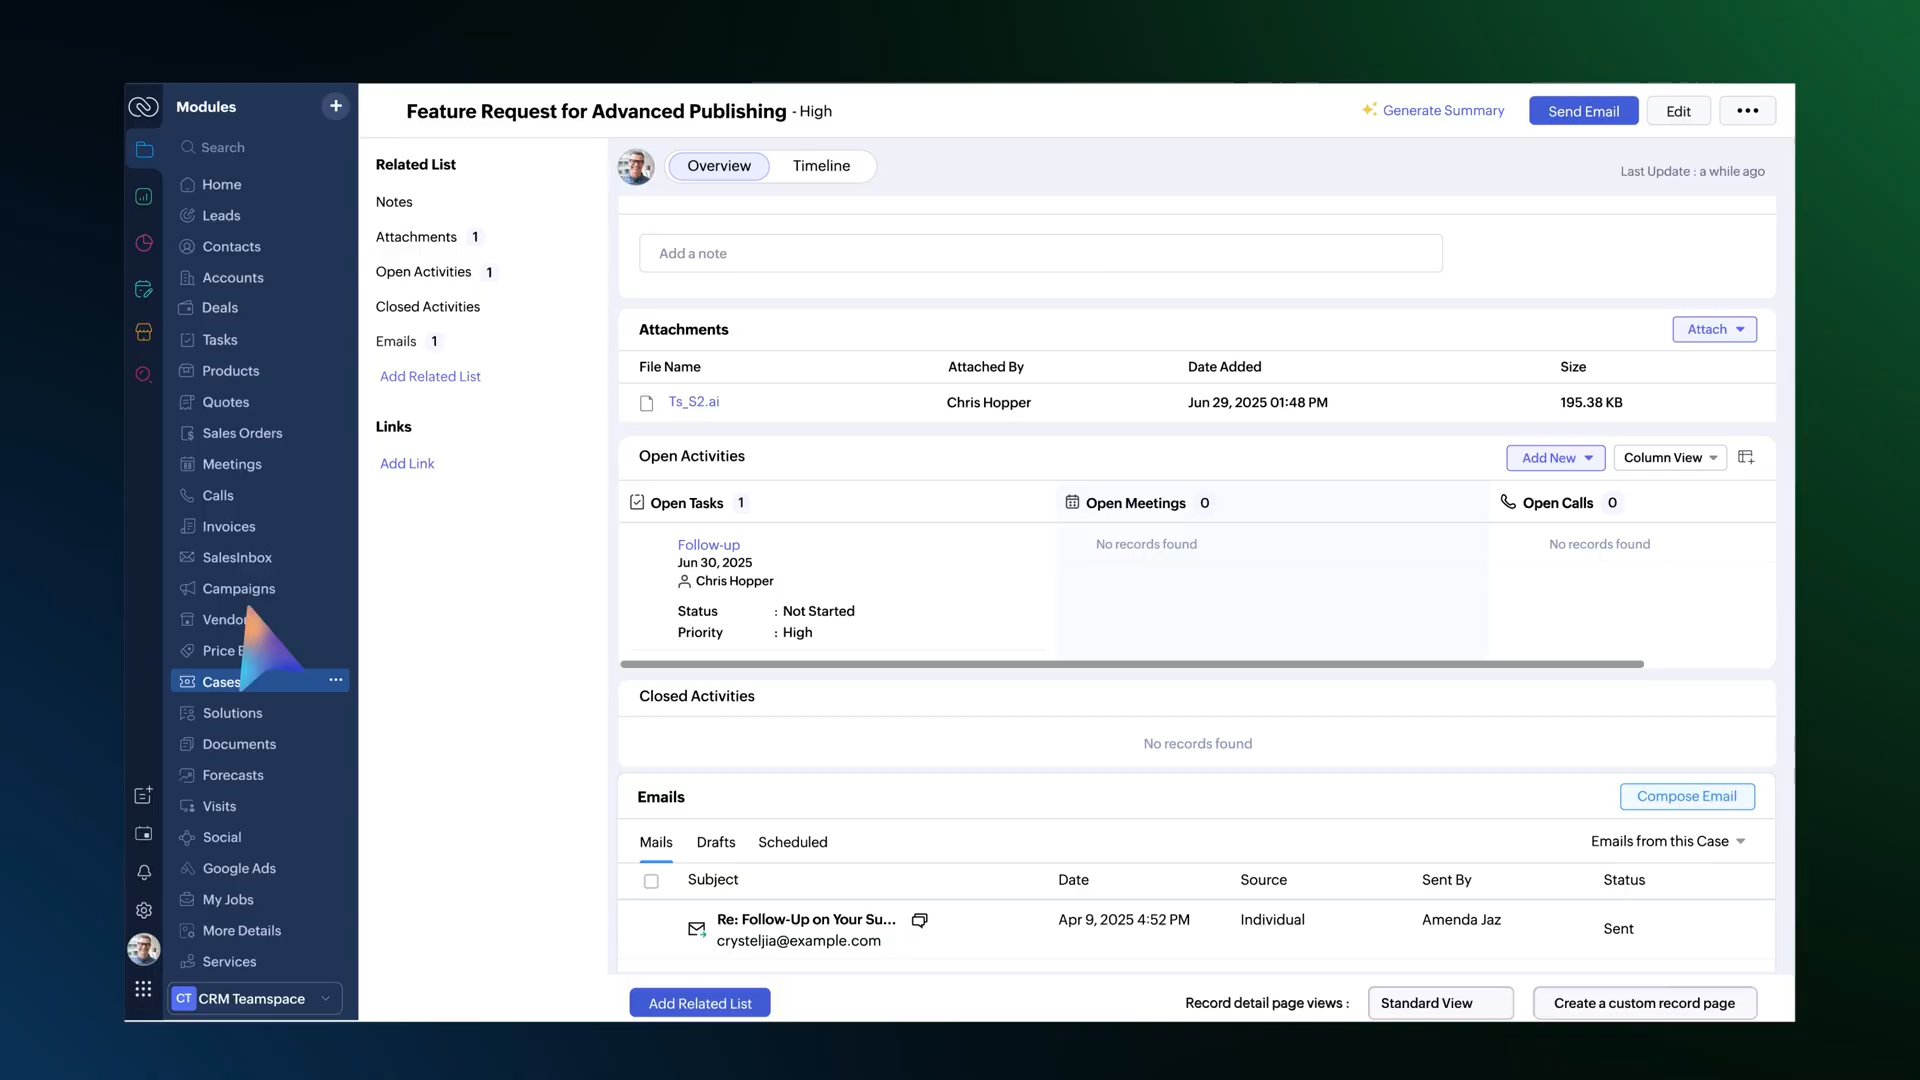 Modules
+
Search
Home
Leads
Contacts
Accounts
Deals
Tasks
Products
Quotes
Sales Orders
Meetings
Calls
Invoices
SalesInbox
Campaigns
Cases
Solutions
Documents
Forecasts
Visits
Social
Google Ads
My Jobs
More Details
Services
CT CRM Teamspace
Feature Request for Advanced Publishing - High
Generate Summary
Send Email
Edit
Related List
Notes
Attachments 1
Open Activities 1
Closed Activities
Emails 1
Add Related List
Links
Add Link
Overview
Timeline
Last Update : a while ago
Add a note
Attachments
Attach
File Name Attached By Date Added Size
Ts_S2.ai Chris Hopper Jun 29, 2025 01:48 PM 195.38 KB
Open Activities
Add New
Column View
Open Tasks 1
Open Meetings 0
Open Calls 0
Follow-up
Jun 30, 2025
Chris Hopper
Status : Not Started
Priority : High
No records found
No records found
Closed Activities
No records found
Emails
Compose Email
Mails Drafts Scheduled
Emails from this Case
Subject Date Source Sent By Status
Re: Follow-Up on Your Su... Apr 9, 2025 4:52 PM Individual Amenda Jaz Sent
crysteljia@example.com
Add Related List
Record detail page views :
Standard View
Create a custom record page